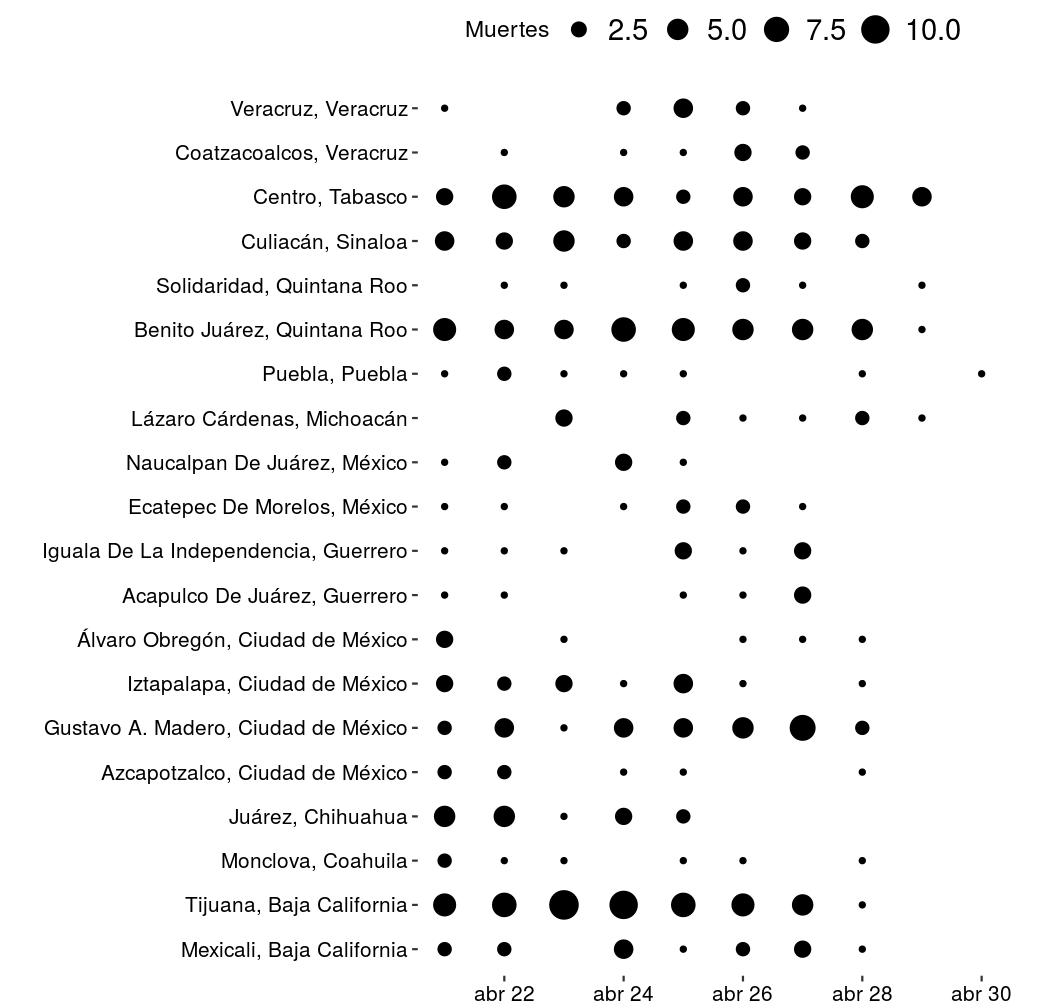 Muertes 2.5 5.0 7.5 10.0
Veracruz, Veracruz
Coatzacoalcos, Veracruz
Centro, Tabasco
Culiacán, Sinaloa
Solidaridad, Quintana Roo
Benito Juárez, Quintana Roo
Puebla, Puebla
Lázaro Cárdenas, Michoacán
Naucalpan De Juárez, México
Ecatepec De Morelos, México
Iguala De La Independencia, Guerrero
Acapulco De Juárez, Guerrero
Álvaro Obregón, Ciudad de México
Iztapalapa, Ciudad de México
Gustavo A. Madero, Ciudad de México
Azcapotzalco, Ciudad de México
Juárez, Chihuahua
Monclova, Coahuila
Tijuana, Baja California
Mexicali, Baja California
abr 22 abr 24 abr 26 abr 28 abr 30